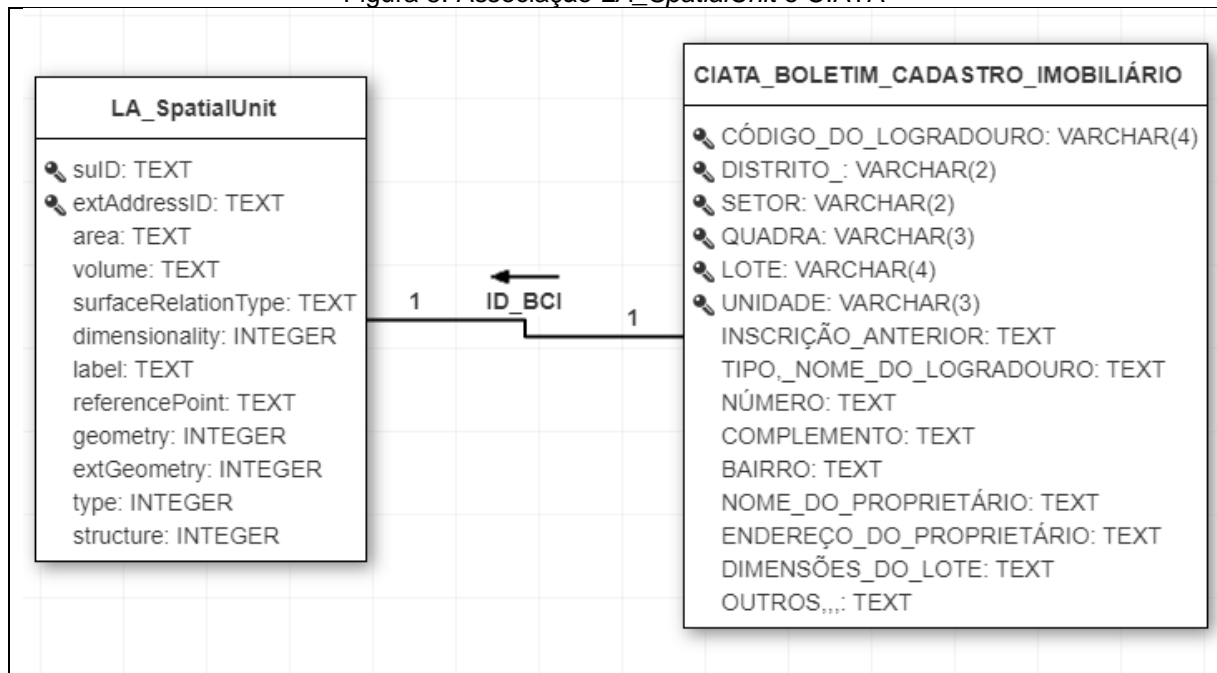 LA_SpatialUnit
suID: TEXT
extAddressID: TEXT
area: TEXT
volume: TEXT
surfaceRelationType: TEXT
dimensionality: INTEGER
label: TEXT
referencePoint: TEXT
geometry: INTEGER
extGeometry: INTEGER
type: INTEGER
structure: INTEGER
1
ID_BCI
1
CIATA_BOLETIM_CADASTRO_IMOBILIÁRIO
CÓDIGO_DO_LOGRADOURO: VARCHAR(4)
DISTRITO_: VARCHAR(2)
SETOR: VARCHAR(2)
QUADRA: VARCHAR(3)
LOTE: VARCHAR(4)
UNIDADE: VARCHAR(3)
INSCRIÇÃO_ANTERIOR: TEXT
TIPO,_NOME_DO_LOGRADOURO: TEXT
NÚMERO: TEXT
COMPLEMENTO: TEXT
BAIRRO: TEXT
NOME_DO_PROPRIETÁRIO: TEXT
ENDEREÇO_DO_PROPRIETÁRIO: TEXT
DIMENSÕES_DO_LOTE: TEXT
OUTROS,,,: TEXT